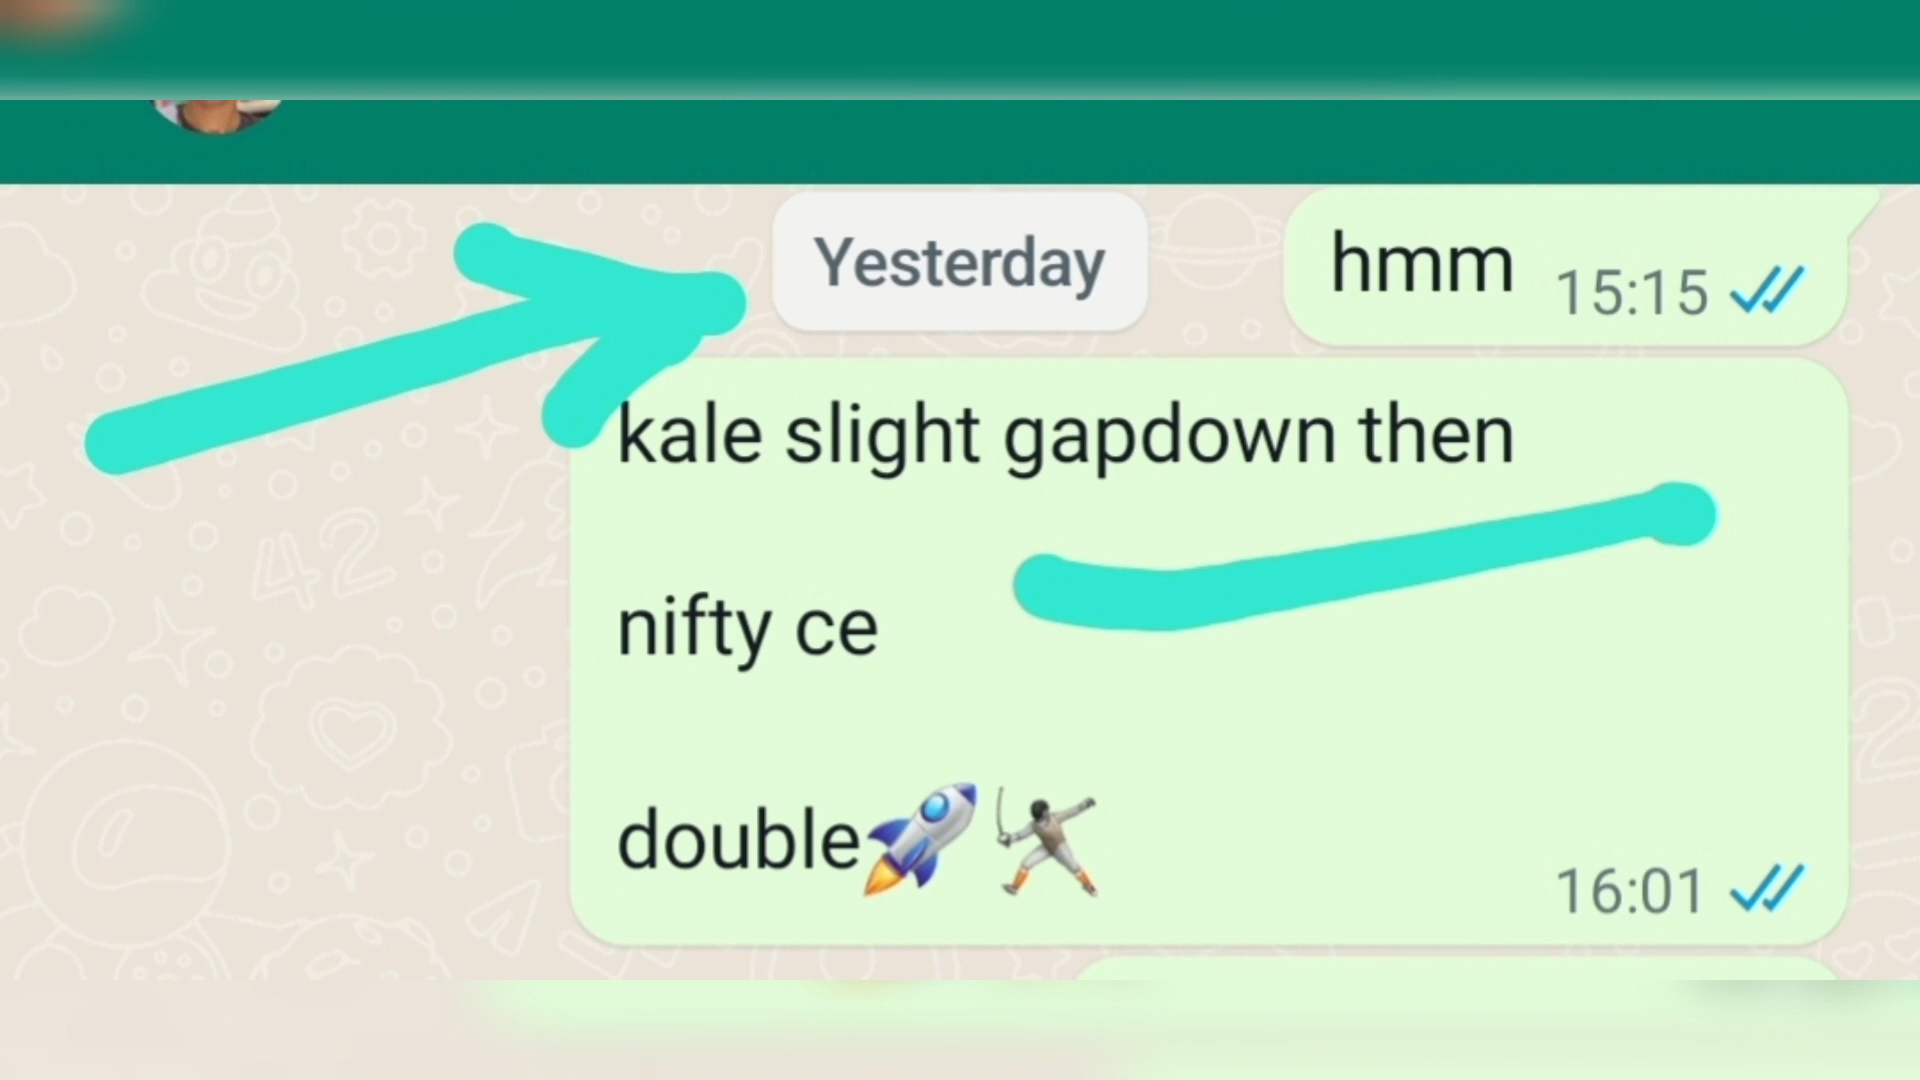 Yesterday
hmm 15:15
kale slight gapdown then
nifty ce
double🚀🤺
16:01